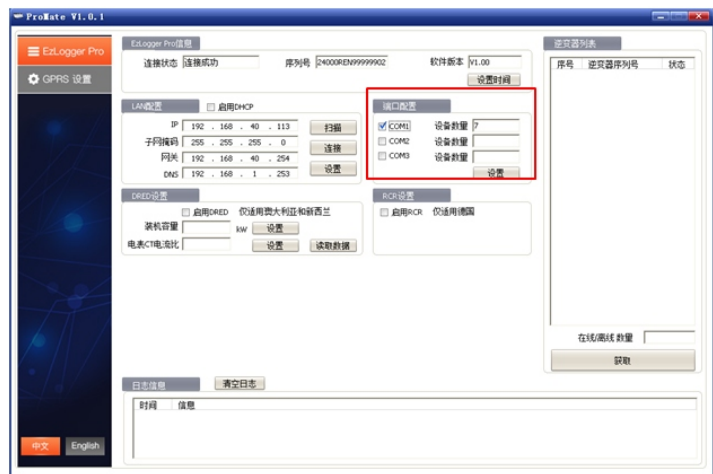 ProMate V1.0.1
EzLogger Pro
GPRS 设置
中文
English
EzLogger Pro信息
连接状态 连接成功
序列号 24000REN99999902
软件版本 V1.00
设置时间
LAN配置
启用DHCP
IP 192 . 168 . 40 . 113
扫描
子网掩码 255 . 255 . 255 . 0
连接
网关 192 . 168 . 40 . 254
DNS 192 . 168 . 1 . 253
设置
端口配置
COM1 设备数量 7
COM2 设备数量
COM3 设备数量
设置
DRED设置
启用DRED 仅适用澳大利亚和新西兰
装机容量 kW 设置
电表CT电流比 设置 读取数据
RCR设置
启用RCR 仅适用德国
逆变器列表
序号 逆变器序列号 状态
在线/离线 数量
获取
日志信息
清空日志
时间 信息